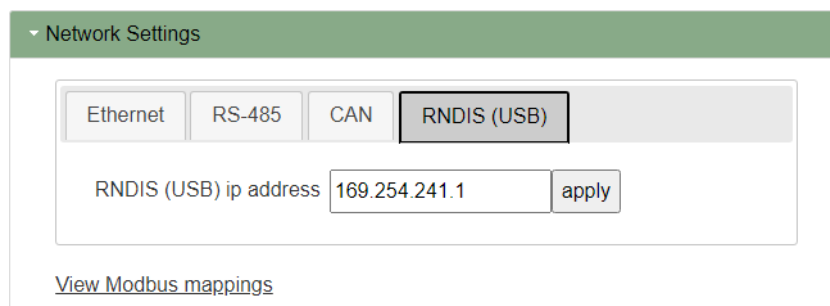 Network Settings
Ethernet RS-485 CAN RNDIS (USB)
RNDIS (USB) ip address 169.254.241.1 apply
View Modbus mappings